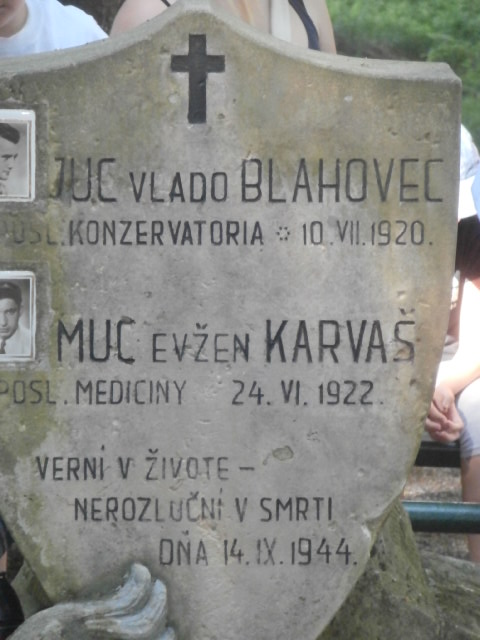 JUC VLADO BLAHOVEC
POSL. KONZERVATORIA ☼ 10.VII.1920.
MUC EVŽEN KARVAŠ
POSL. MEDICINY 24. VI. 1922.
VERNÍ V ŽIVOTE –
NEROZLUČNÍ V SMRTI
DŇA 14.IX.1944.